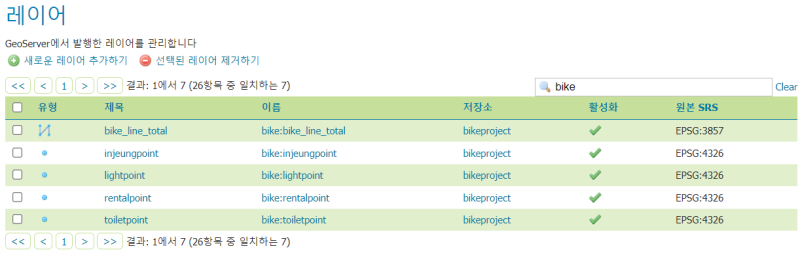 레이어
GeoServer에서 발행한 레이어를 관리합니다
새로운 레이어 추가하기 선택된 레이어 제거하기
<< < 1 > >> 결과: 1에서 7 (26항목 중 일치하는 7) bike Clear
유형 제목 이름 저장소 활성화 원본 SRS
bike_line_total bike:bike_line_total bikeproject EPSG:3857
injeungpoint bike:injeungpoint bikeproject EPSG:4326
lightpoint bike:lightpoint bikeproject EPSG:4326
rentalpoint bike:rentalpoint bikeproject EPSG:4326
toiletpoint bike:toiletpoint bikeproject EPSG:4326
<< < 1 > >> 결과: 1에서 7 (26항목 중 일치하는 7)